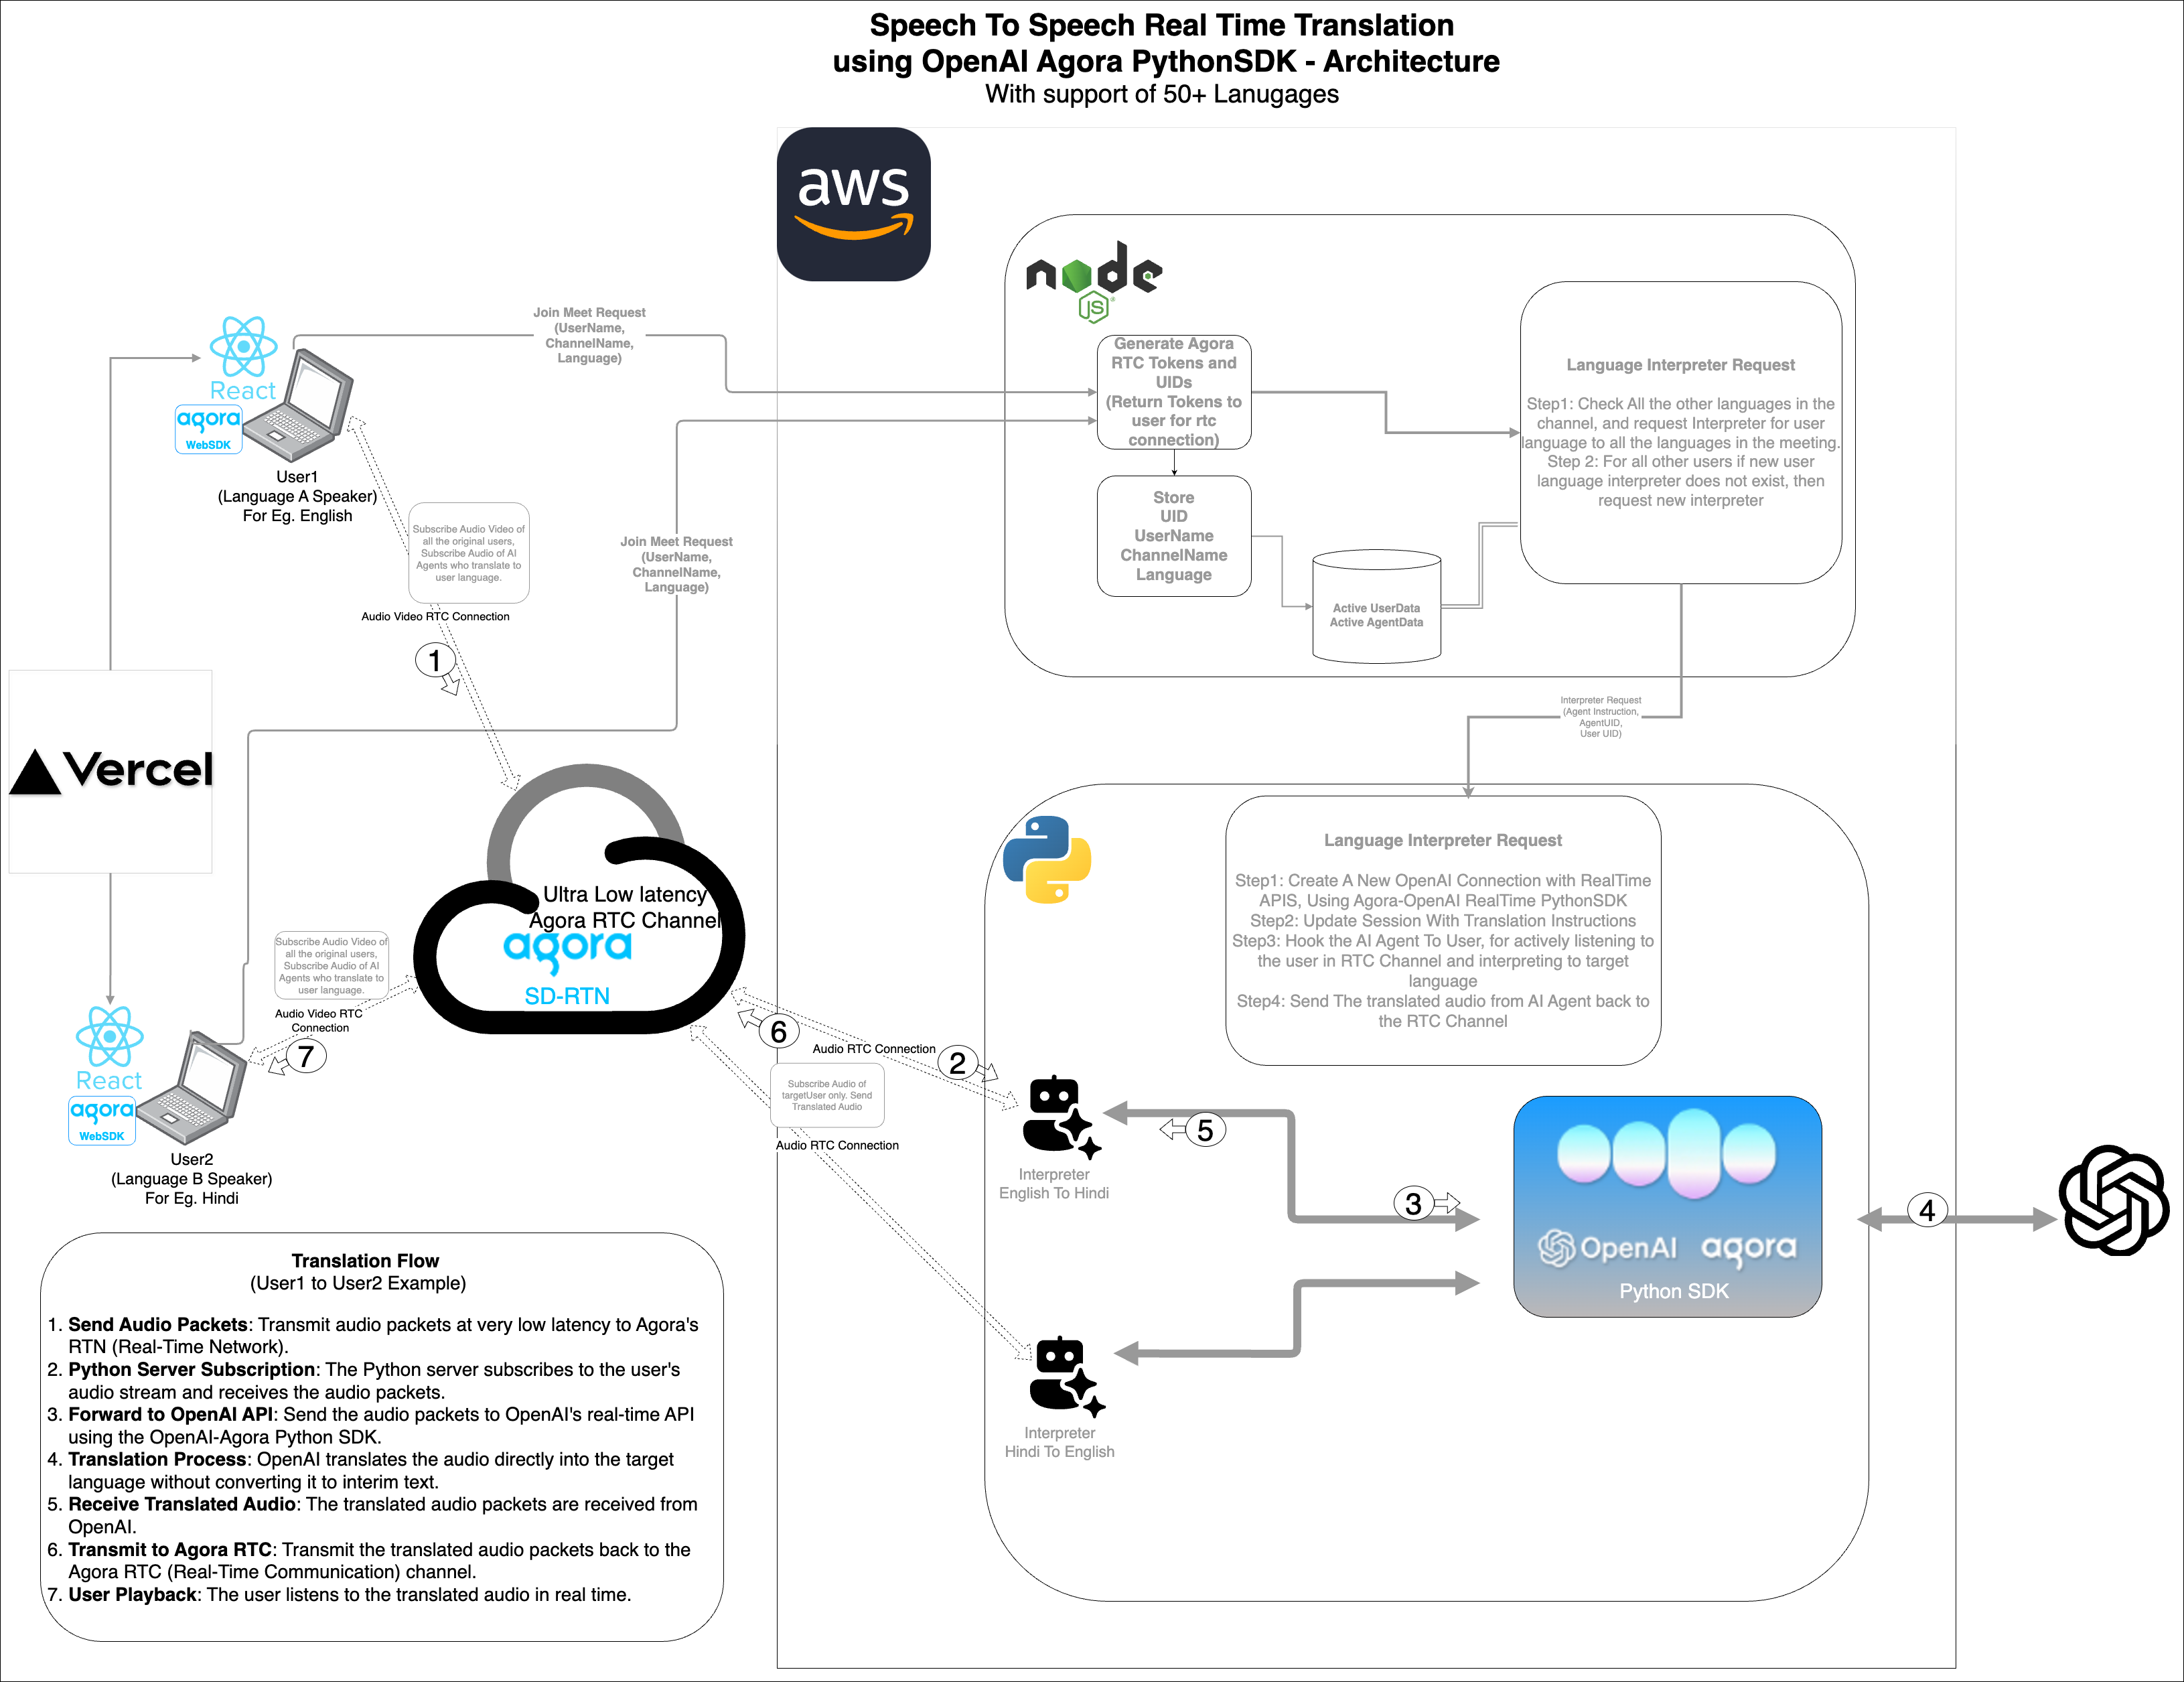 Speech To Speech Real Time Translation
using OpenAI Agora PythonSDK - Architecture
With support of 50+ Lanugages
aws
node
JS
Join Meet Request
(UserName,
ChannelName,
Language)
Generate Agora
RTC Tokens and
UIDs
(Return Tokens to
user for rtc
connection)
Language Interpreter Request
Step1: Check All the other languages in the
channel, and request Interpreter for user
language to all the languages in the meeting.
Step 2: For all other users if new user
language interpreter does not exist, then
request new interpreter
React
agora
WebSDK
User1
(Language A Speaker)
For Eg. English
Subscribe Audio Video of
all the original users,
Subscribe Audio of AI
Agents who translate to
user language.
Audio Video RTC Connection
1
Join Meet Request
(UserName,
ChannelName,
Language)
Store
UID
UserName
ChannelName
Language
Active UserData
Active AgentData
Interpreter Request
(Agent Instruction,
AgentUID,
User UID)
Vercel
Ultra Low latency
Agora RTC Channel
agora
SD-RTN
Language Interpreter Request
Step1: Create A New OpenAI Connection with RealTime
APIS, Using Agora-OpenAI RealTime PythonSDK
Step2: Update Session With Translation Instructions
Step3: Hook the AI Agent To User, for actively listening to
the user in RTC Channel and interpreting to target
language
Step4: Send The translated audio from AI Agent back to
the RTC Channel
Subscribe Audio Video of
all the original users,
Subscribe Audio of AI
Agents who translate to
user language.
Audio Video RTC
Connection
7
React
agora
WebSDK
User2
(Language B Speaker)
For Eg. Hindi
6
Audio RTC Connection
2
Subscribe Audio of
targetUser only. Send
Translated Audio
Audio RTC Connection
Interpreter
English To Hindi
5
3
4
OpenAI agora
Python SDK
Interpreter
Hindi To English
Translation Flow
(User1 to User2 Example)
1. Send Audio Packets: Transmit audio packets at very low latency to Agora's
RTN (Real-Time Network).
2. Python Server Subscription: The Python server subscribes to the user's
audio stream and receives the audio packets.
3. Forward to OpenAI API: Send the audio packets to OpenAI's real-time API
using the OpenAI-Agora Python SDK.
4. Translation Process: OpenAI translates the audio directly into the target
language without converting it to interim text.
5. Receive Translated Audio: The translated audio packets are received from
OpenAI.
6. Transmit to Agora RTC: Transmit the translated audio packets back to the
Agora RTC (Real-Time Communication) channel.
7. User Playback: The user listens to the translated audio in real time.